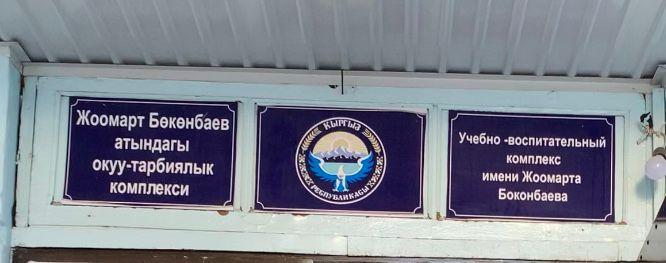 Жоомарт Бөкөнбаев
атындагы
окуу-тарбиялык
комплекси
КЫРГЫЗ
РЕСПУБЛИКАСЫ
Учебно -воспитательный
комплекс
имени Жоомарта
Боконбаева